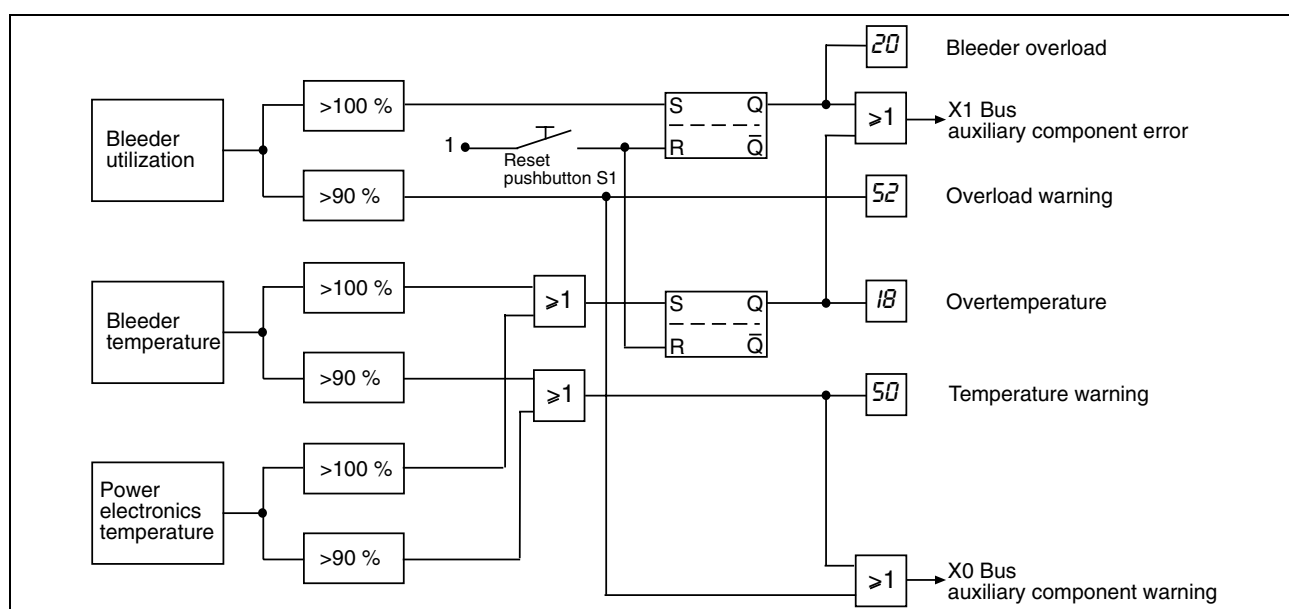 20 Bleeder overload
>100 % S Q
⩾1 X1 Bus
auxiliary component error
Bleeder
utilization
1 R Q̅
Reset
pushbutton S1
>90 % 52 Overload warning
>100 % ⩾1 S Q 18 Overtemperature
Bleeder
temperature
R Q̅
>90 % ⩾1 50 Temperature warning
>100 %
Power
electronics
temperature
>90 % ⩾1 X0 Bus
auxiliary component warning